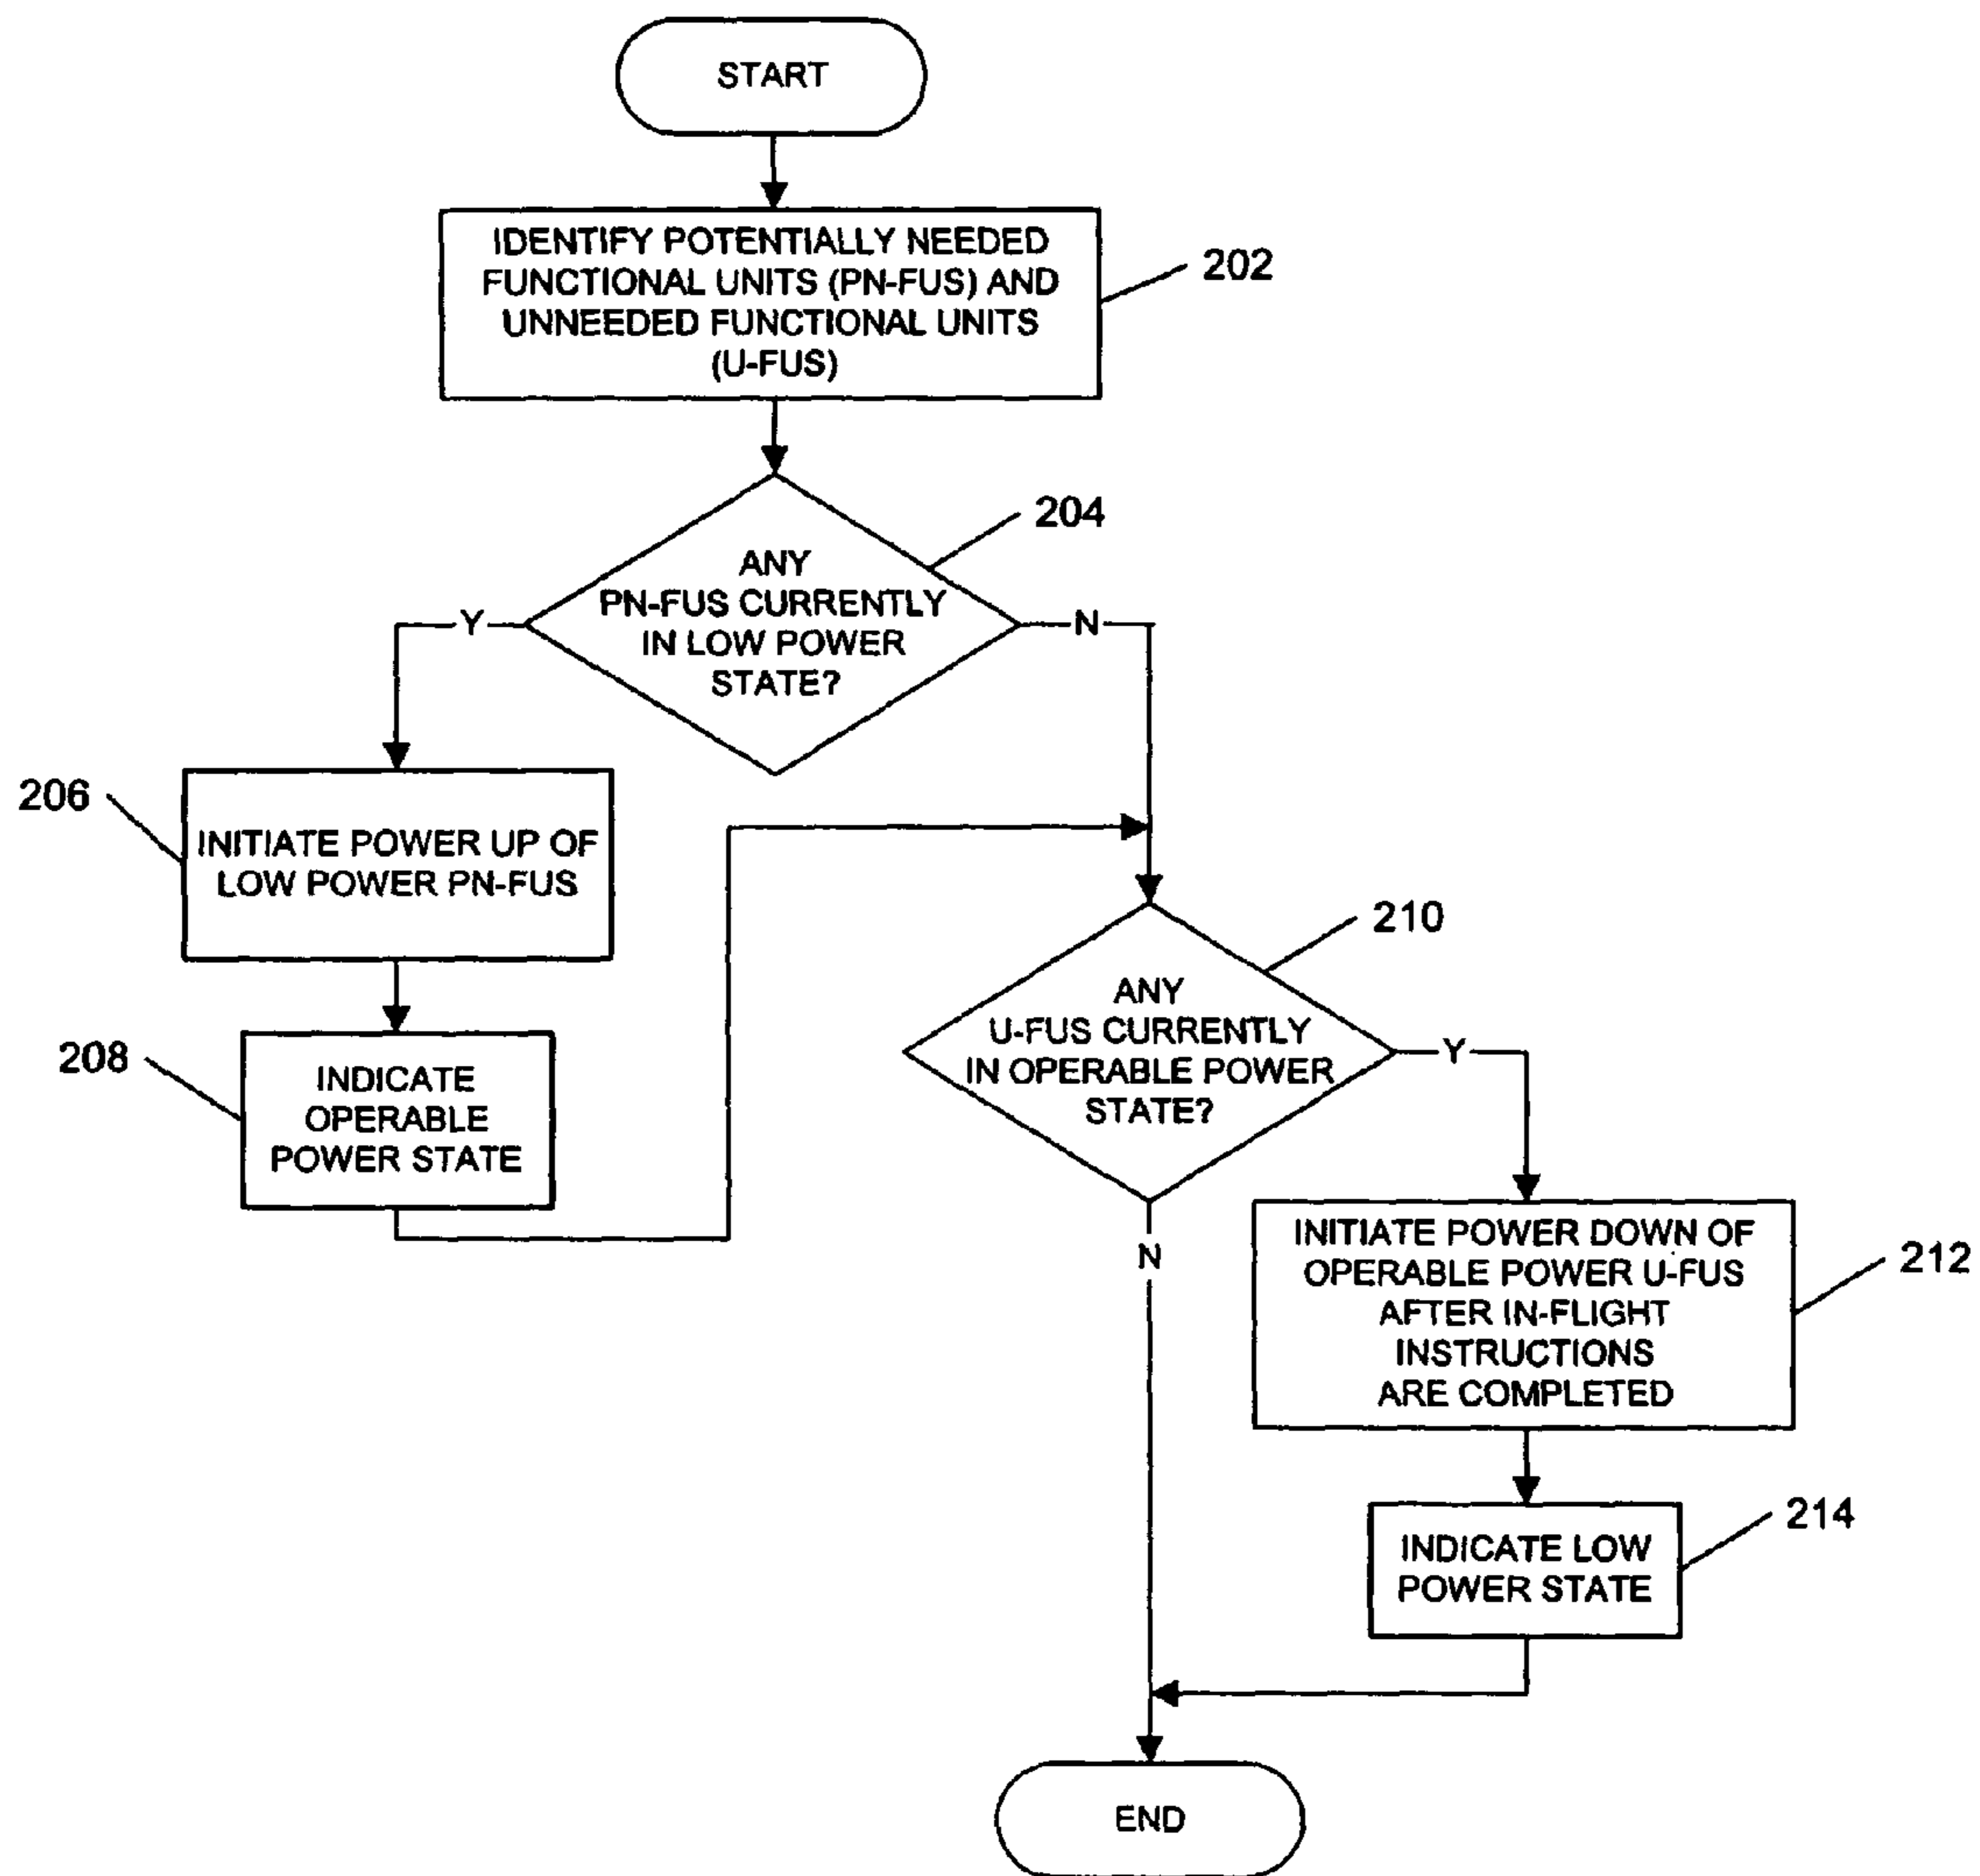 START
IDENTIFY POTENTIALLY NEEDED
FUNCTIONAL UNITS (PN-FUS) AND
UNNEEDED FUNCTIONAL UNITS
(U-FUS)
202
204
ANY
PN-FUS CURRENTLY
IN LOW POWER
STATE?
Y
N
206
INITIATE POWER UP OF
LOW POWER PN-FUS
208
INDICATE
OPERABLE
POWER STATE
210
ANY
U-FUS CURRENTLY
IN OPERABLE POWER
STATE?
Y
N
INITIATE POWER DOWN OF
OPERABLE POWER U-FUS
AFTER IN-FLIGHT
INSTRUCTIONS
ARE COMPLETED
212
214
INDICATE LOW
POWER STATE
END